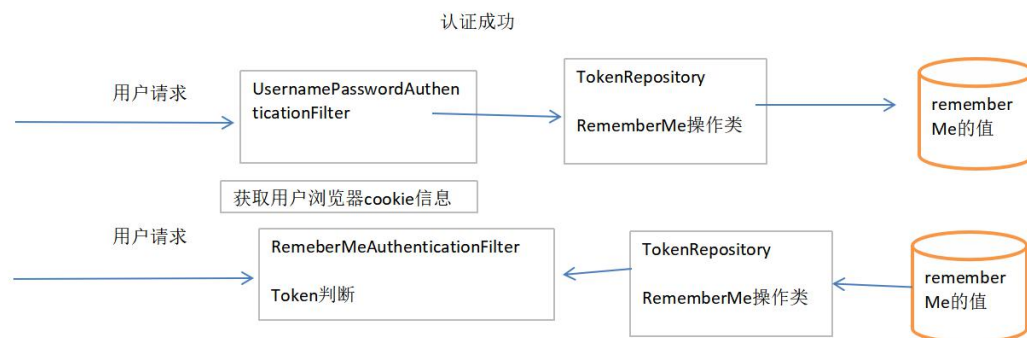 认证成功
用户请求
UsernamePasswordAuthen
ticationFilter
TokenRepository
RememberMe操作类
remember
Me的值
获取用户浏览器cookie信息
用户请求
RemeberMeAuthenticationFilter
Token判断
TokenRepository
RememberMe操作类
remember
Me的值